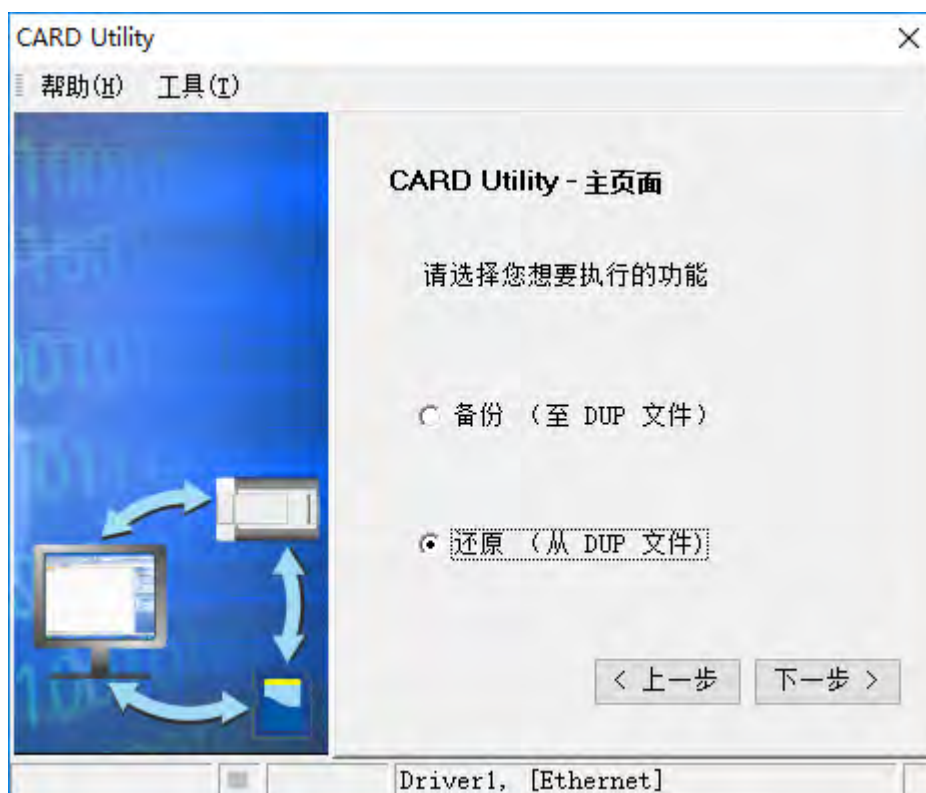 CARD Utility
帮助(H) 工具(T)
CARD Utility - 主页面
请选择您想要执行的功能
备份 （至 DUP 文件）
还原 （从 DUP 文件）
< 上一步 下一步 >
Driver1, [Ethernet]